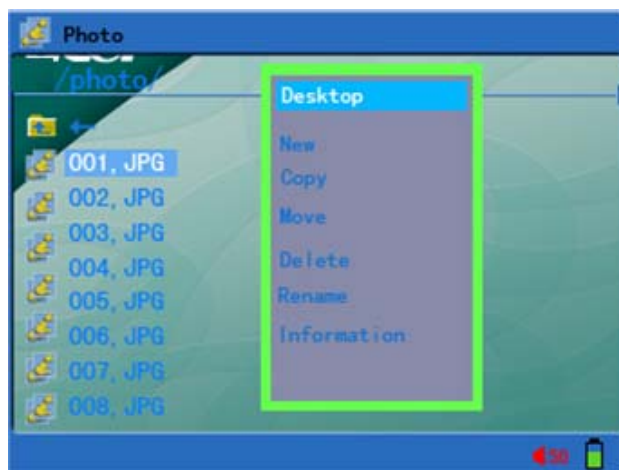 Photo
/photo/
001, JPG
002, JPG
003, JPG
004, JPG
005, JPG
006, JPG
007, JPG
008, JPG
Desktop
New
Copy
Move
Delete
Rename
Information
50